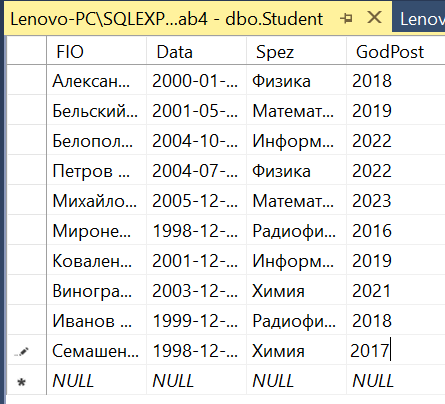 Lenovo-PC\SQLEXP...ab4 - dbo.Student Lenov
FIO Data Spez GodPost
Алексан... 2000-01-... Физика 2018
Бельский... 2001-05-... Математ... 2019
Белопол... 2004-10-... Информ... 2022
Петров ... 2004-07-... Физика 2022
Михайло... 2005-12-... Математ... 2023
Мироне... 1998-12-... Радиофи... 2016
Ковален... 2001-12-... Информ... 2019
Виногра... 2003-12-... Химия 2021
Иванов ... 1999-12-... Радиофи... 2018
Семашен... 1998-12-... Химия 2017
NULL NULL NULL NULL